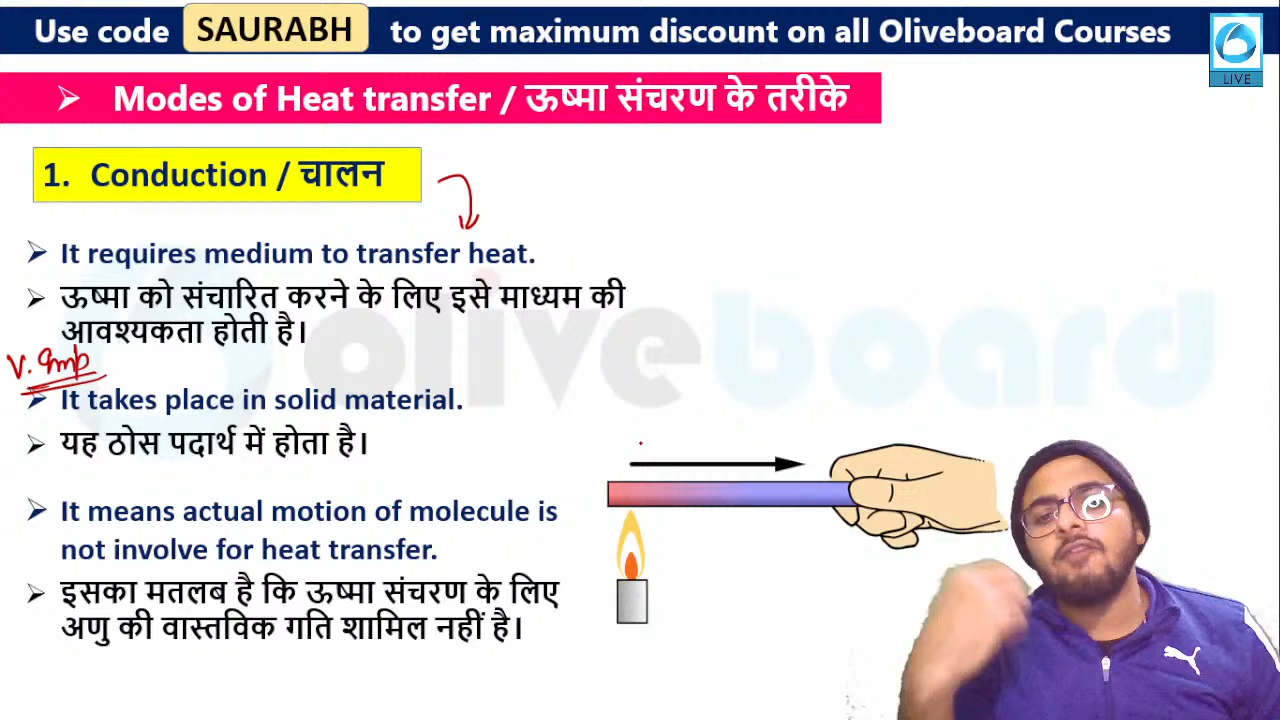 Use code SAURABH to get maximum discount on all Oliveboard Courses
LIVE
Modes of Heat transfer / ऊष्मा संचरण के तरीके
1. Conduction / चालन
It requires medium to transfer heat.
ऊष्मा को संचारित करने के लिए इसे माध्यम की
आवश्यकता होती है।
V. Imp
It takes place in solid material.
यह ठोस पदार्थ में होता है।
It means actual motion of molecule is
not involve for heat transfer.
इसका मतलब है कि ऊष्मा संचरण के लिए
अणु की वास्तविक गति शामिल नहीं है।
oliveboard